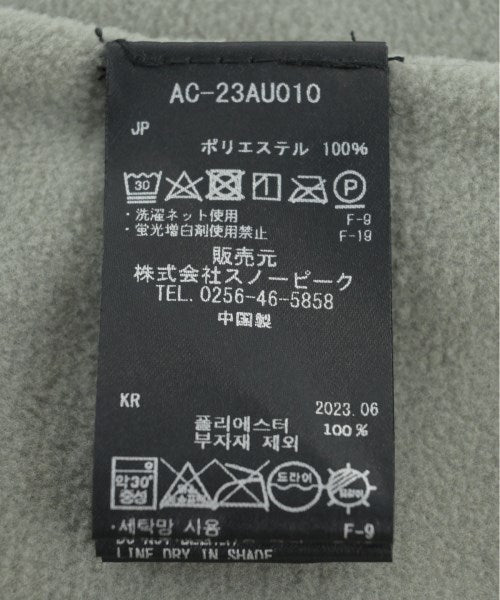 AC-23AU010
JP
ポリエステル 100%
30 P
・洗濯ネット使用 F-9
・蛍光増白剤使用禁止 F-19
販売元
株式会社スノーピーク
TEL.0256-46-5858
中国製
KR 2023.06
폴리에스터 100%
부자재 제외
약30° 중성 드라이
·세탁망 사용 F-9
LINE DRY IN SHADE